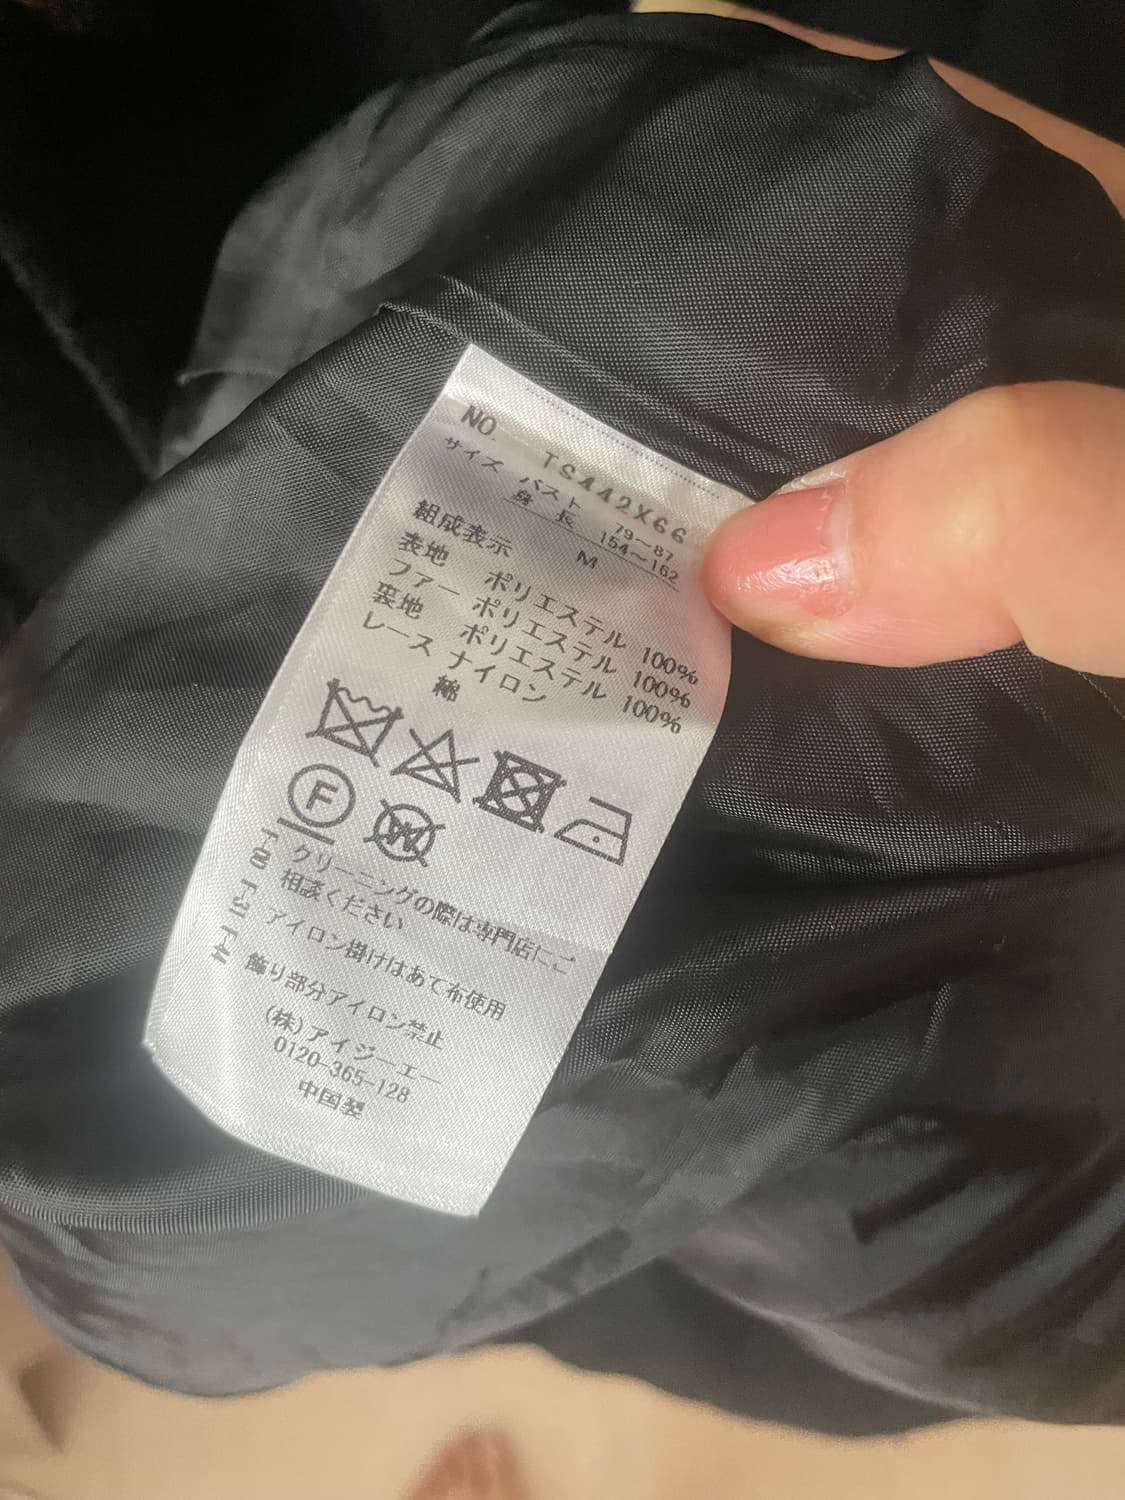 NO. TS442X66
サイズ バスト 79～87
身長 154～162
M
組成表示
表地 ポリエステル 100%
ファー ポリエステル 100%
裏地 ポリエステル 100%
レース ナイロン
綿
F
クリーニングの際は専門店にご
相談ください
アイロン掛けはあて布使用
飾り部分アイロン禁止
(株)アイジーエー
0120-365-128
中国製